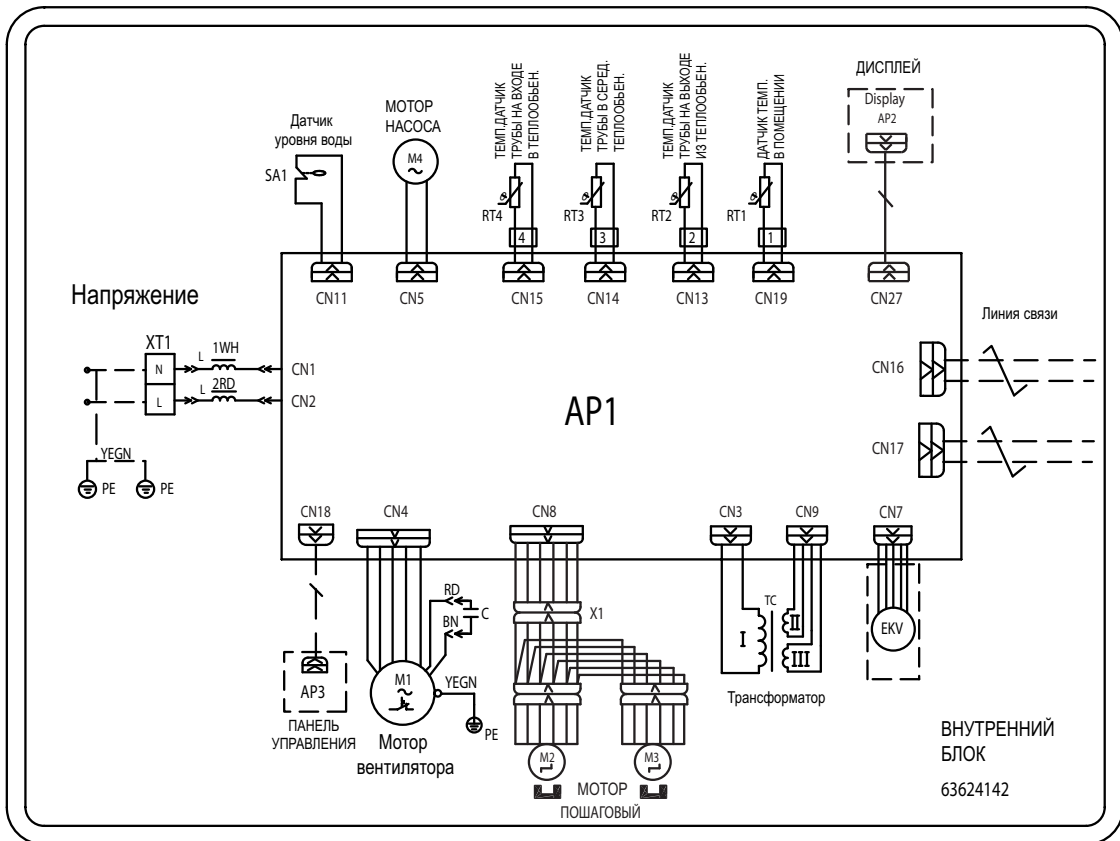 ДИСПЛЕЙ
Display
AP2
Датчик
уровня воды
SA1
МОТОР
НАСОСА
M4
ТЕМП.ДАТЧИК
ТРУБЫ НА ВХОДЕ
В ТЕПЛООБЬЕН.
RT4
4
ТЕМП.ДАТЧИК
ТРУБЫ В СЕРЕД.
ТЕПЛООБЬЕН.
RT3
3
ТЕМП.ДАТЧИК
ТРУБЫ НА ВЫХОДЕ
ИЗ ТЕПЛООБЬЕН.
RT2
2
ДАТЧИК ТЕМП.
В ПОМЕЩЕНИИ
RT1
1
CN11
CN5
CN15
CN14
CN13
CN19
CN27
Напряжение
Линия связи
XT1
N
L
L
L
1WH
2RD
CN1
CN2
CN16
AP1
CN17
YEGN
PE
PE
CN18
CN4
CN8
CN3
CN9
CN7
RD
C
BN
X1
TC
I
II
III
EKV
AP3
M1
YEGN
PE
Трансформатор
ПАНЕЛЬ
УПРАВЛЕНИЯ
Мотор
вентилятора
M2
M3
МОТОР
ПОШАГОВЫЙ
ВНУТРЕННИЙ
БЛОК
63624142